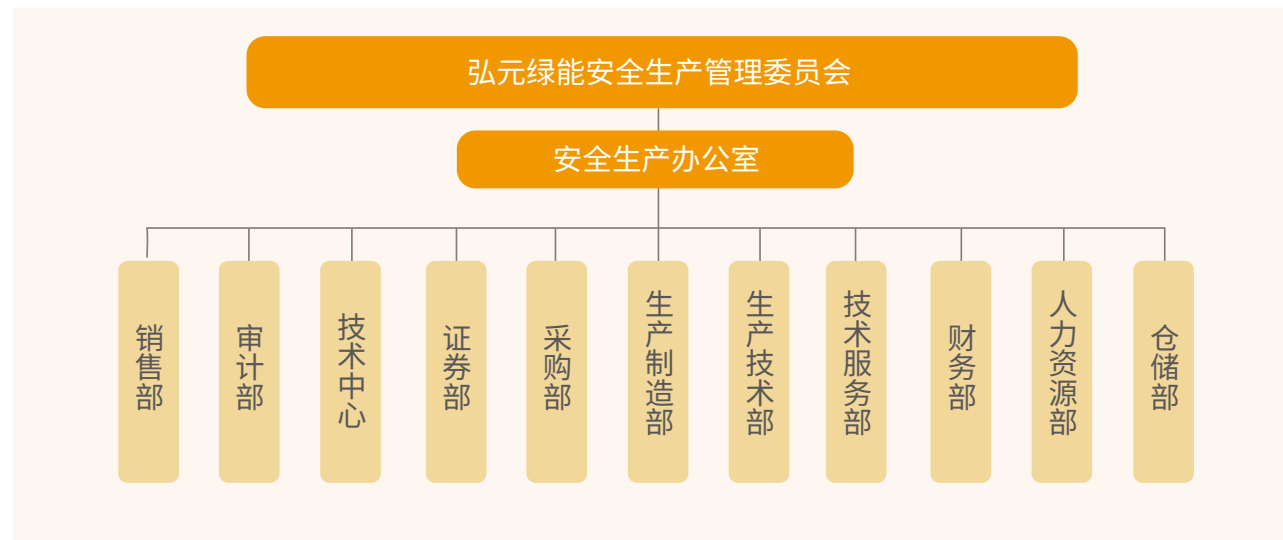 弘元绿能安全生产管理委员会
安全生产办公室
销售部
审计部
技术中心
证券部
采购部
生产制造部
生产技术部
技术服务部
财务部
人力资源部
仓储部